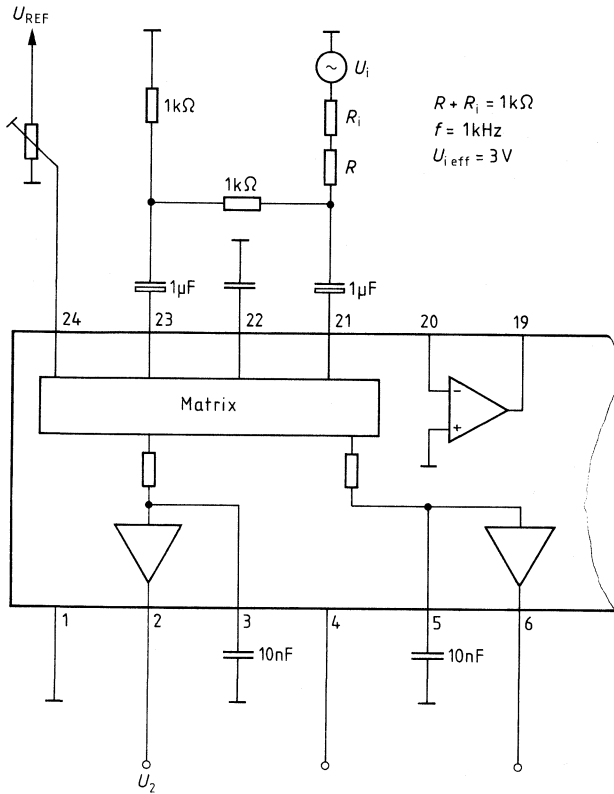 U_REF
1kΩ
~
U_i
R_i
R
R + R_i = 1kΩ
f = 1kHz
U_i eff = 3V
1kΩ
1µF
1µF
24
23
22
21
20
19
Matrix
−
+
1
2
3
4
5
6
10nF
10nF
U_2